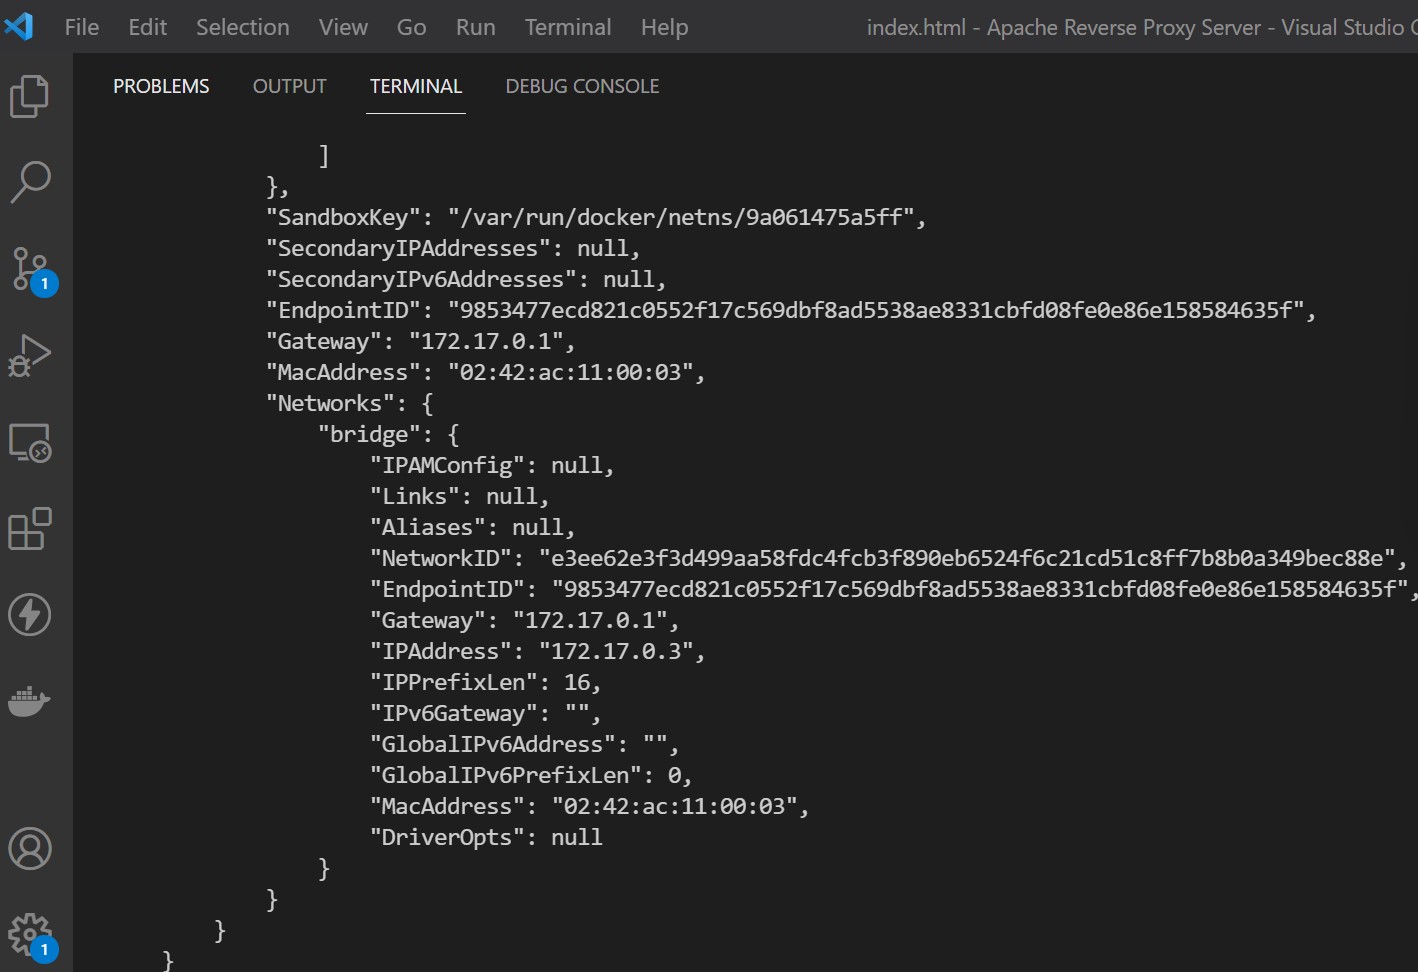 File Edit Selection View Go Run Terminal Help index.html - Apache Reverse Proxy Server - Visual Studio
PROBLEMS OUTPUT TERMINAL DEBUG CONSOLE
]
},
"SandboxKey": "/var/run/docker/netns/9a061475a5ff",
"SecondaryIPAddresses": null,
"SecondaryIPv6Addresses": null,
"EndpointID": "9853477ecd821c0552f17c569dbf8ad5538ae8331cbfd08fe0e86e158584635f",
"Gateway": "172.17.0.1",
"MacAddress": "02:42:ac:11:00:03",
"Networks": {
"bridge": {
"IPAMConfig": null,
"Links": null,
"Aliases": null,
"NetworkID": "e3ee62e3f3d499aa58fdc4fcb3f890eb6524f6c21cd51c8ff7b8b0a349bec88e",
"EndpointID": "9853477ecd821c0552f17c569dbf8ad5538ae8331cbfd08fe0e86e158584635f",
"Gateway": "172.17.0.1",
"IPAddress": "172.17.0.3",
"IPPrefixLen": 16,
"IPv6Gateway": "",
"GlobalIPv6Address": "",
"GlobalIPv6PrefixLen": 0,
"MacAddress": "02:42:ac:11:00:03",
"DriverOpts": null
}
}
}
}
1
1